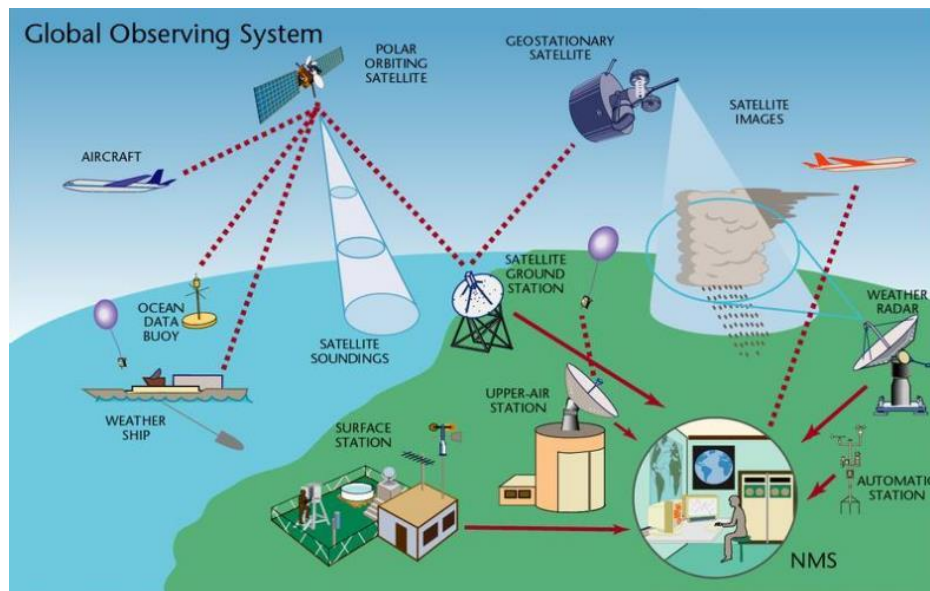 Global Observing System
POLAR
ORBITING
SATELLITE
GEOSTATIONARY
SATELLITE
SATELLITE
IMAGES
AIRCRAFT
SATELLITE
GROUND
STATION
OCEAN
DATA
BUOY
WEATHER
RADAR
SATELLITE
SOUNDINGS
UPPER-AIR
STATION
WEATHER
SHIP
SURFACE
STATION
AUTOMATIC
STATION
NMS